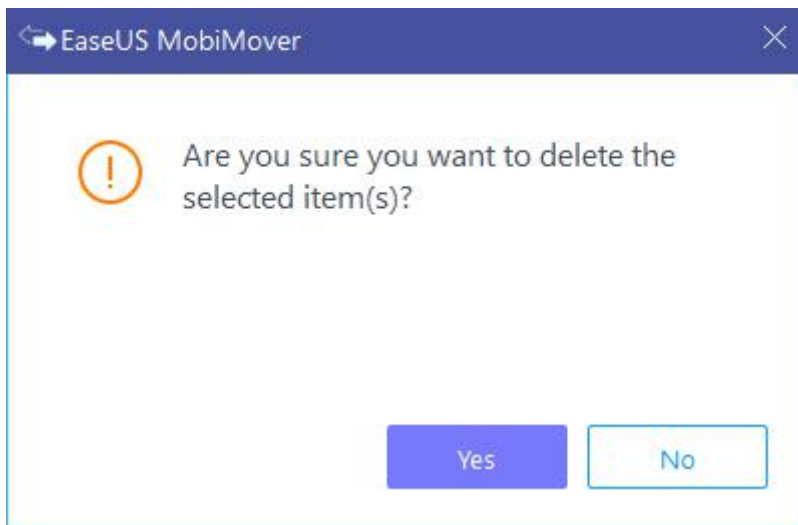 EaseUS MobiMover
Are you sure you want to delete the
selected item(s)?
Yes
No